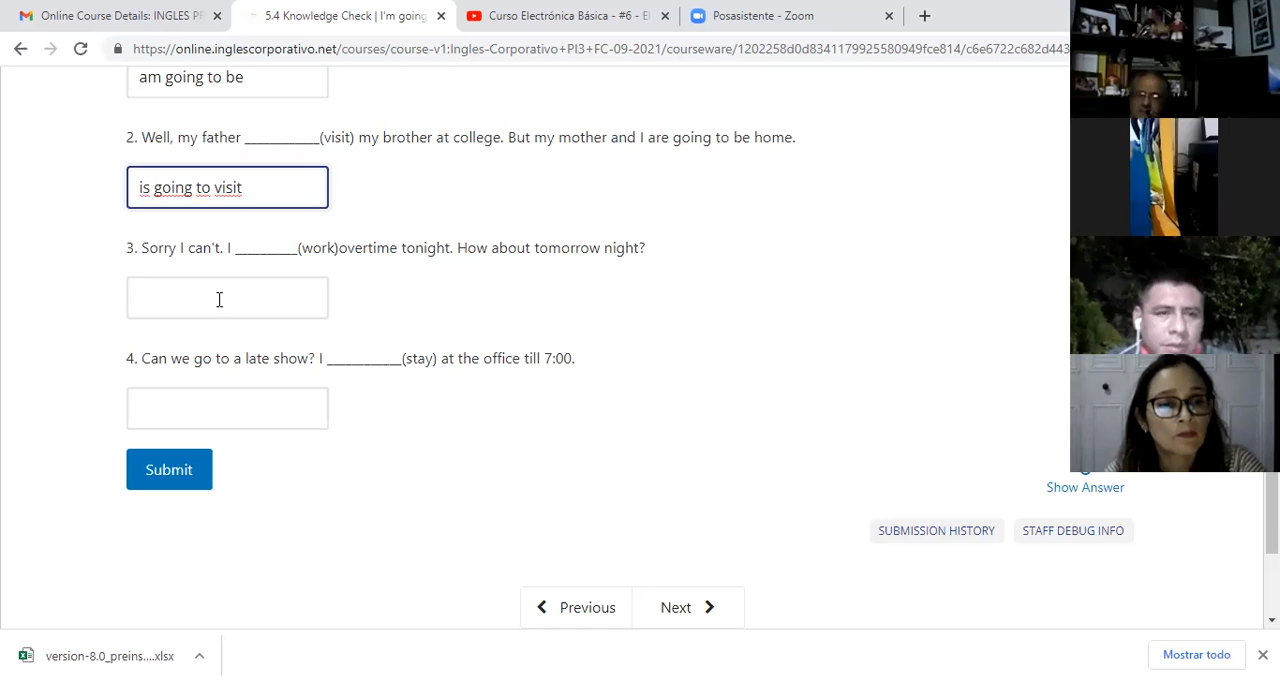 Online Course Details: INGLES PF
5.4 Knowledge Check | I'm going
Curso Electrónica Básica - #6 - El
Posasistente - Zoom
https://online.inglescorporativo.net/courses/course-v1:Ingles-Corporativo+PI3+FC-09-2021/courseware/1202258d0d8341179925580949fce814/c6e6722c682d443
am going to be
2. Well, my father ____________(visit) my brother at college. But my mother and I are going to be home.
is going to visit
3. Sorry I can't. I __________(work)overtime tonight. How about tomorrow night?
4. Can we go to a late show? I ____________(stay) at the office till 7:00.
Submit
Show Answer
SUBMISSION HISTORY
STAFF DEBUG INFO
Previous
Next
version-8.0_preins....xlsx
Mostrar todo